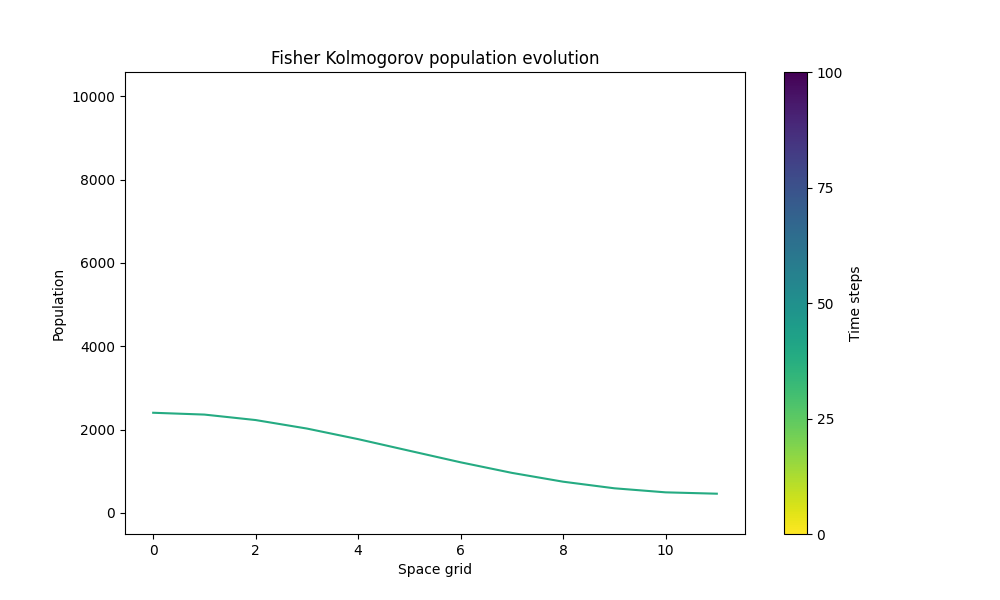 Fisher Kolmogorov population evolution
10000
8000
6000
4000
2000
0
Population
0 2 4 6 8 10
Space grid
100
75
50
25
0
Time steps